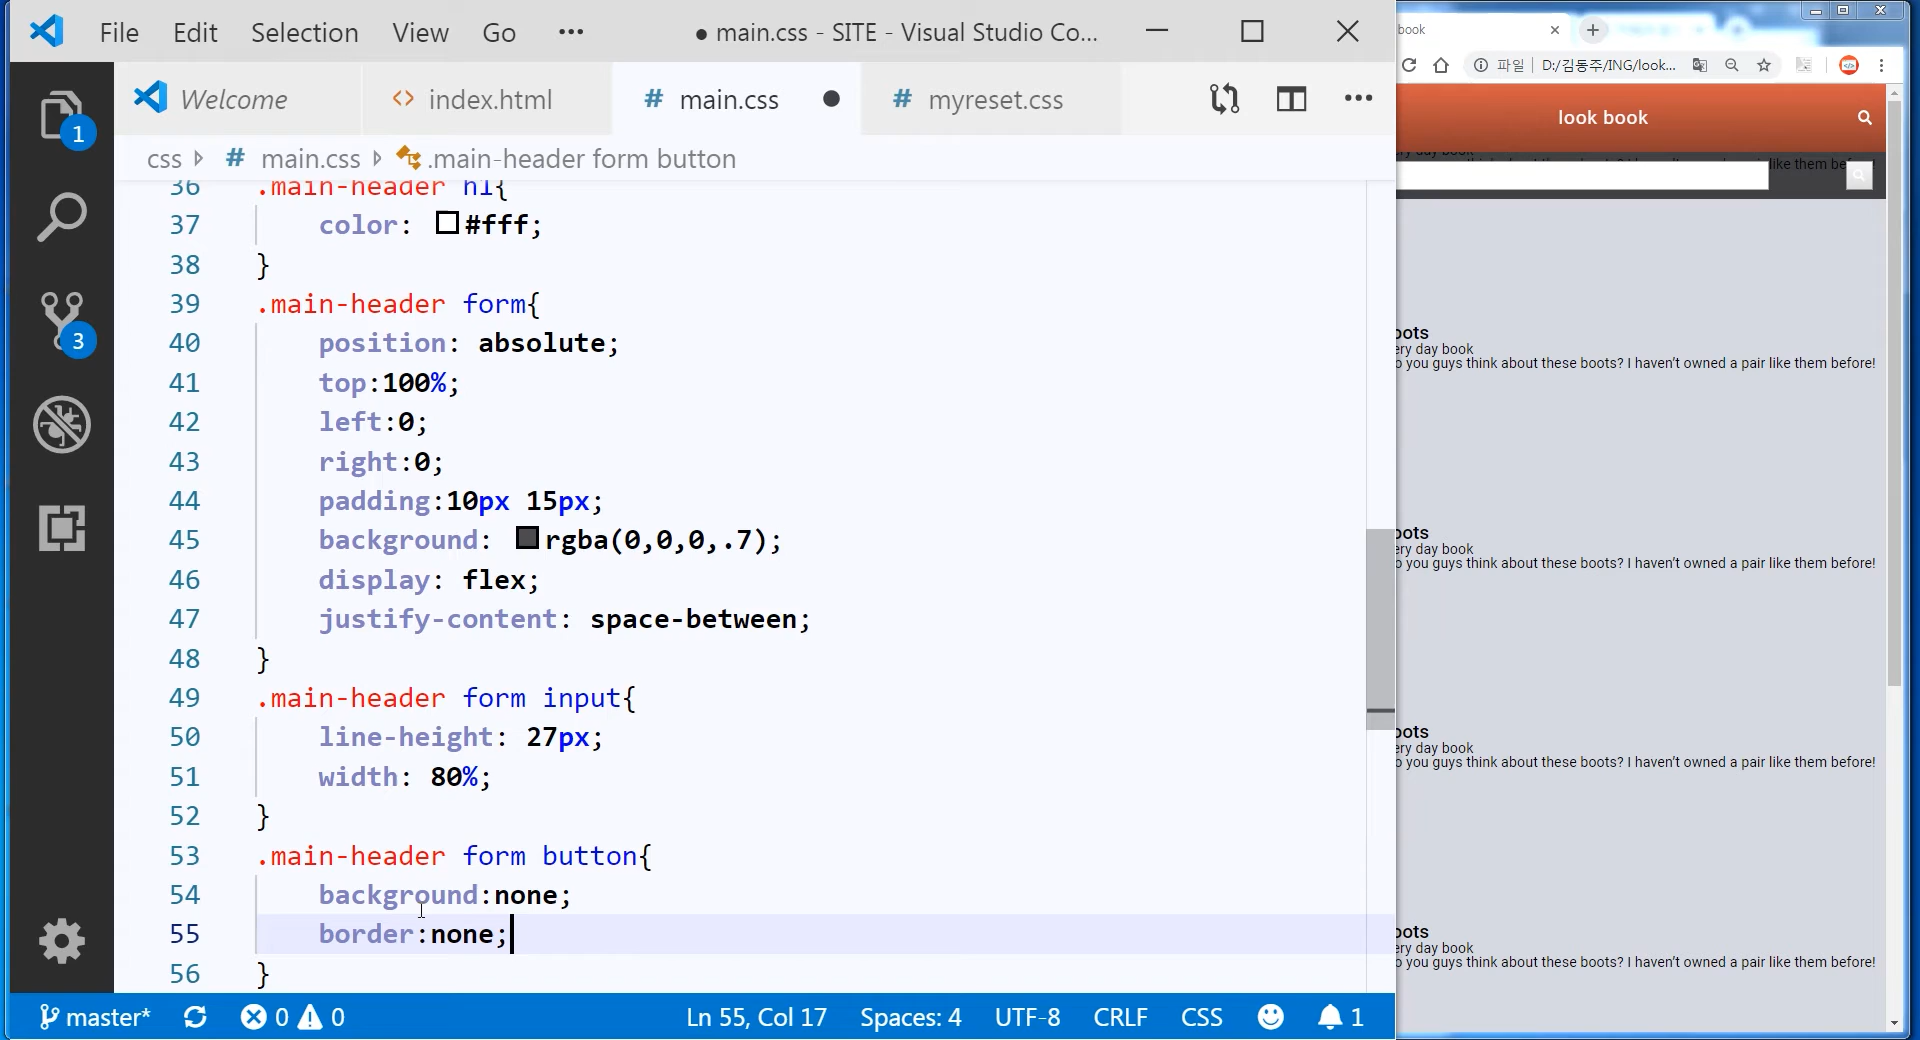 File Edit Selection View Go ••• ● main.css - SITE - Visual Studio Co...
Welcome <> index.html # main.css ● # myreset.css •••
css # main.css .main-header form button
36 .main-header h1{
37 color: #fff;
38 }
39 .main-header form{
40 position: absolute;
41 top:100%;
42 left:0;
43 right:0;
44 padding:10px 15px;
45 background: rgba(0,0,0,.7);
46 display: flex;
47 justify-content: space-between;
48 }
49 .main-header form input{
50 line-height: 27px;
51 width: 80%;
52 }
53 .main-header form button{
54 background:none;
55 border:none;
56 }
1
3
master* 0 0 Ln 55, Col 17 Spaces: 4 UTF-8 CRLF CSS 1
book
파일 D:/김동주/ING/look...
look book
like them be
oots
ery day book
o you guys think about these boots? I haven't owned a pair like them before!
oots
ery day book
o you guys think about these boots? I haven't owned a pair like them before!
oots
ery day book
o you guys think about these boots? I haven't owned a pair like them before!
oots
ery day book
o you guys think about these boots? I haven't owned a pair like them before!